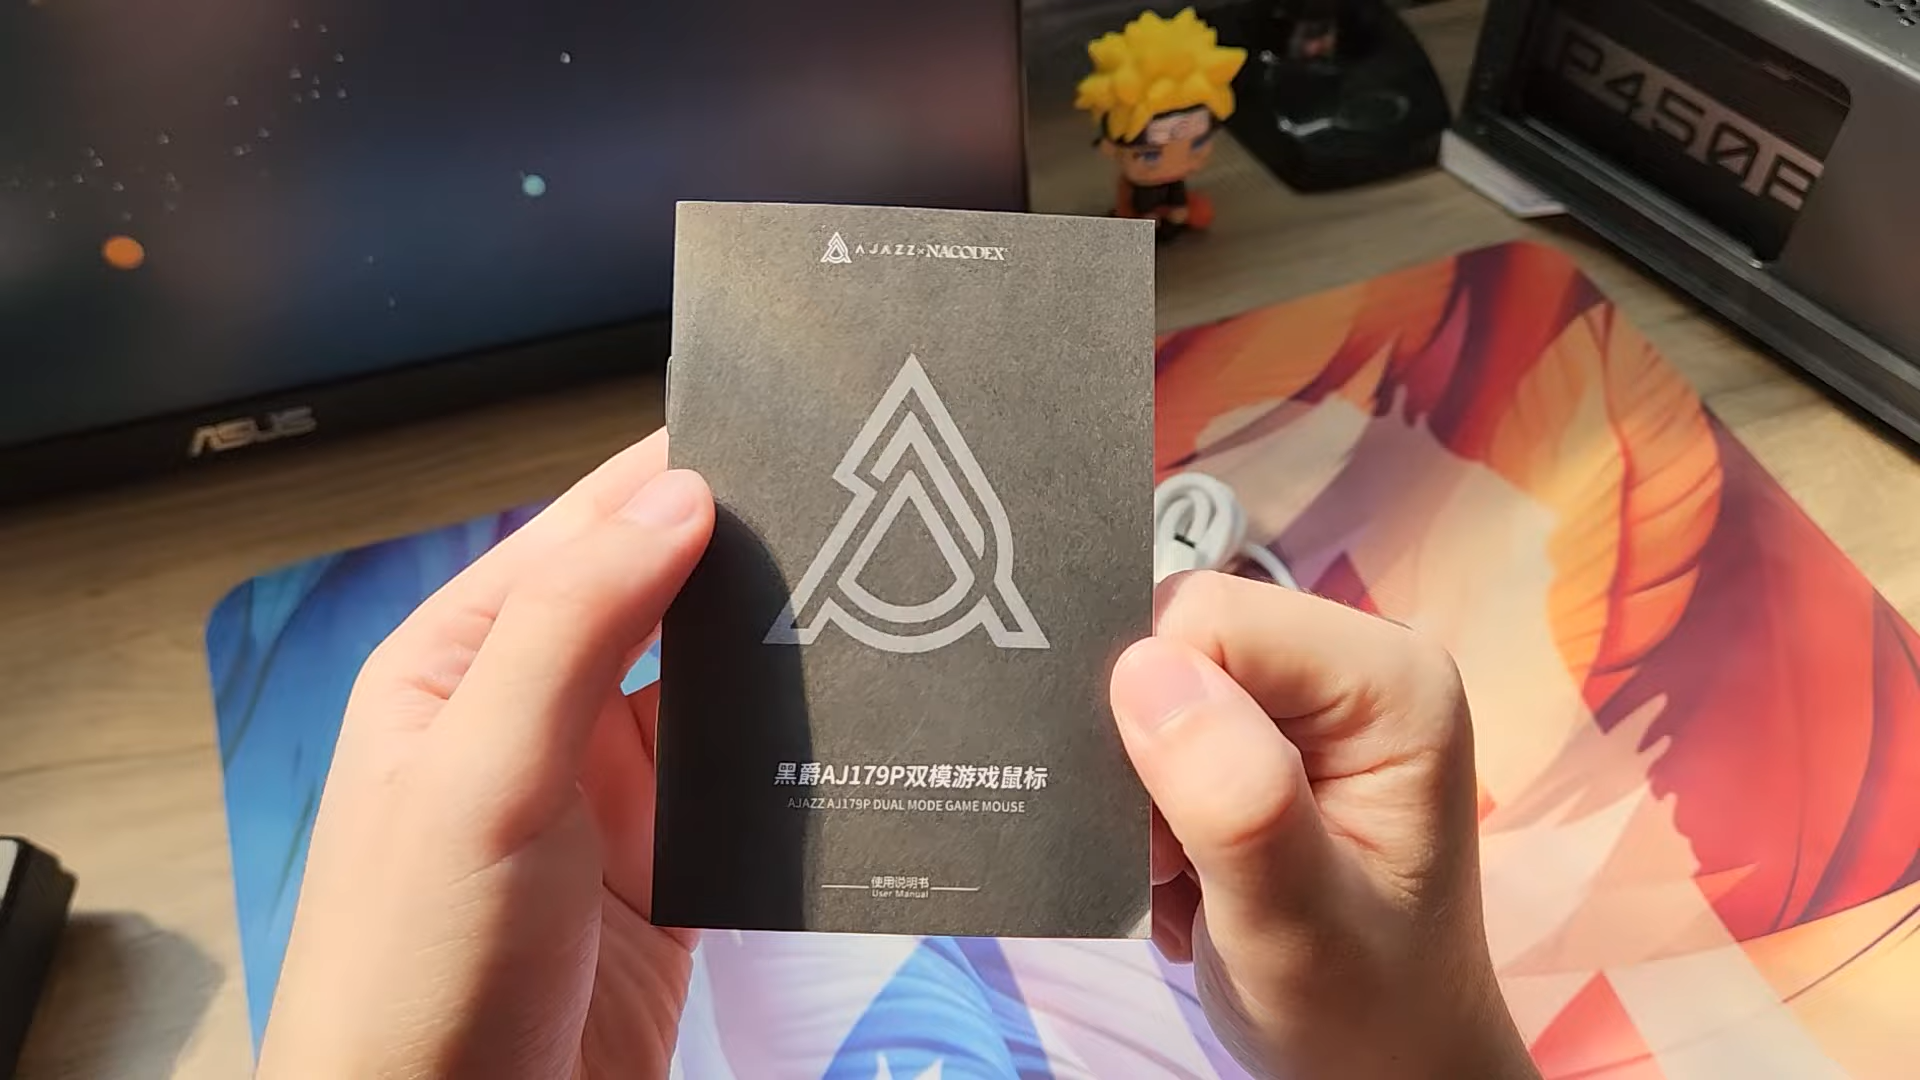 AJAZZ×NACODEX
黑爵AJ179P双模游戏鼠标
AJAZZ AJ179P DUAL MODE GAME MOUSE
使用说明书
User Manual
ASUS
P450B